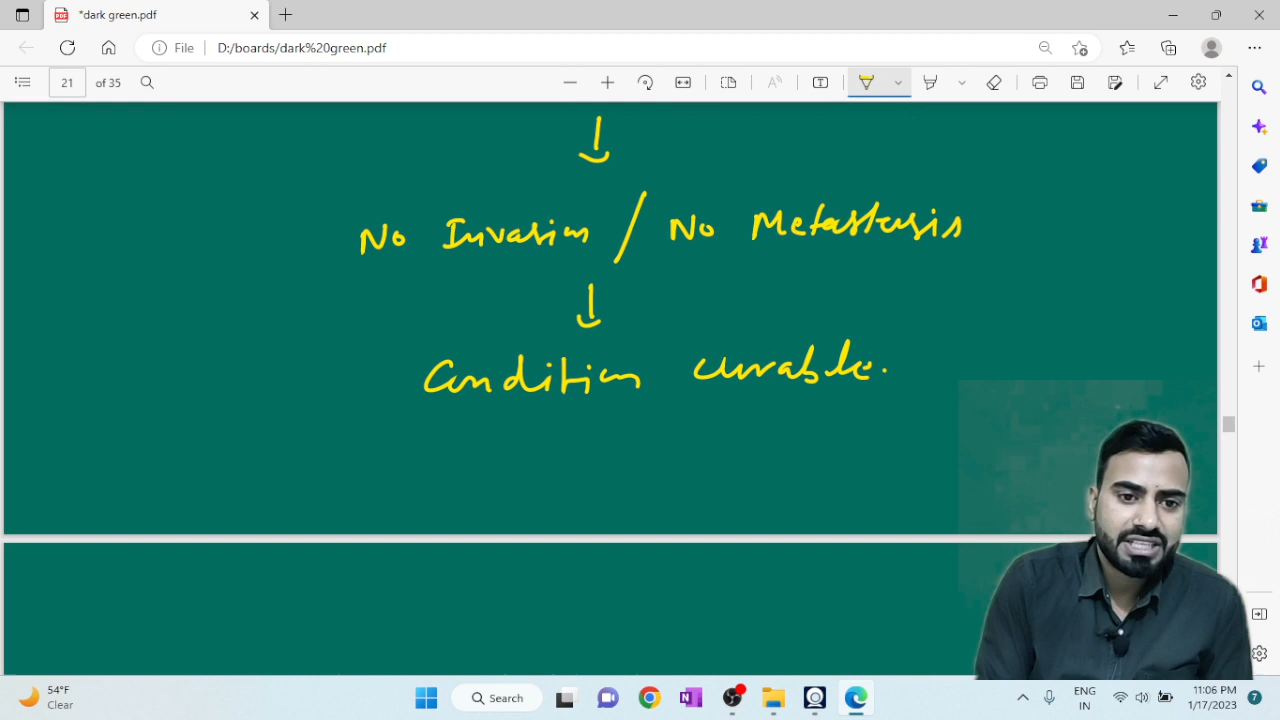 *dark green.pdf
File D:/boards/dark%20green.pdf
21 of 35
No Invasion / No Metastasis
Condition curable.
54°F
Clear
Search
ENG
IN
11:06 PM
1/17/2023
7